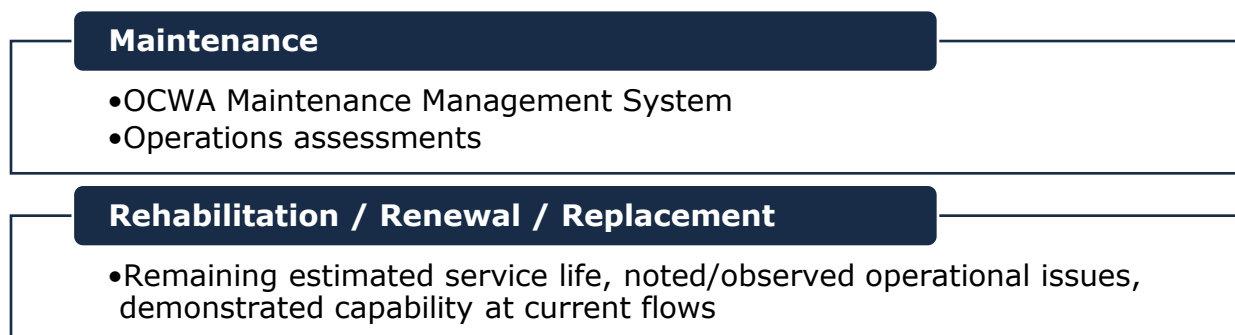 Maintenance
•OCWA Maintenance Management System
•Operations assessments
Rehabilitation / Renewal / Replacement
•Remaining estimated service life, noted/observed operational issues,
demonstrated capability at current flows